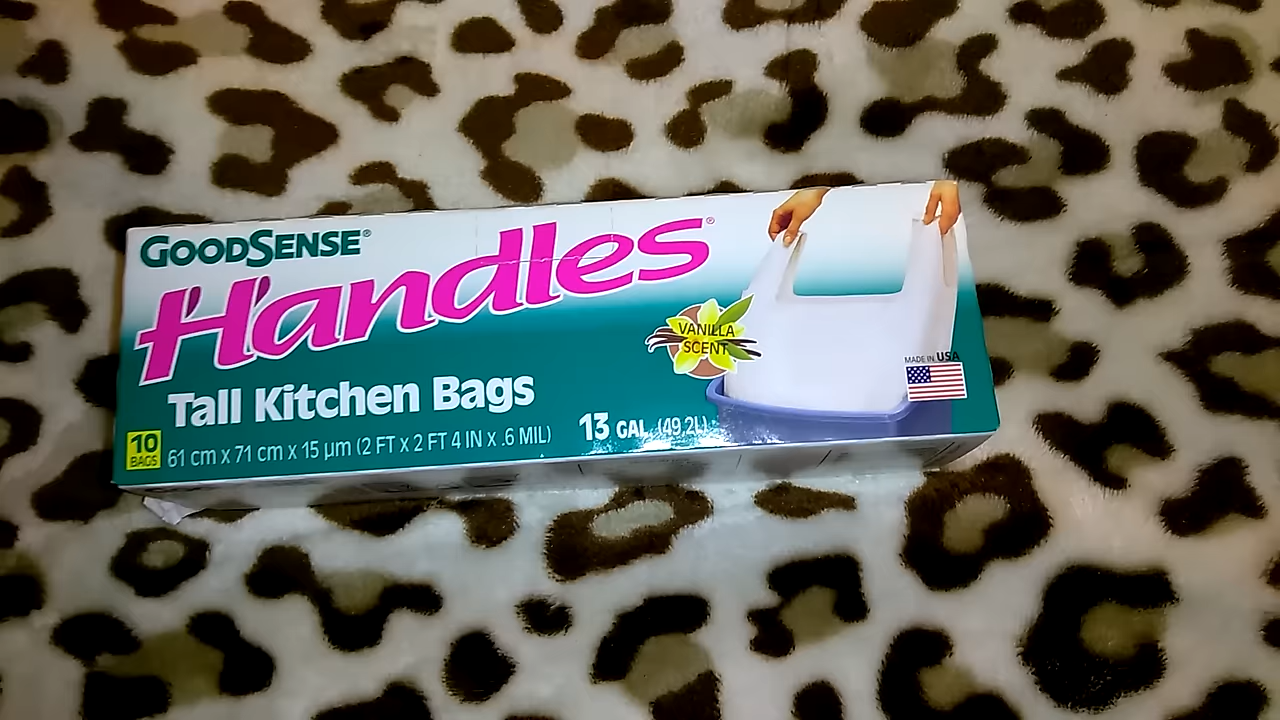 GOODSENSE®
Handles®
Tall Kitchen Bags
VANILLA
SCENT
MADE IN USA
10
BAGS
61 cm x 71 cm x 15 µm (2 FT x 2 FT 4 IN x .6 MIL)
13 GAL (49.2L)